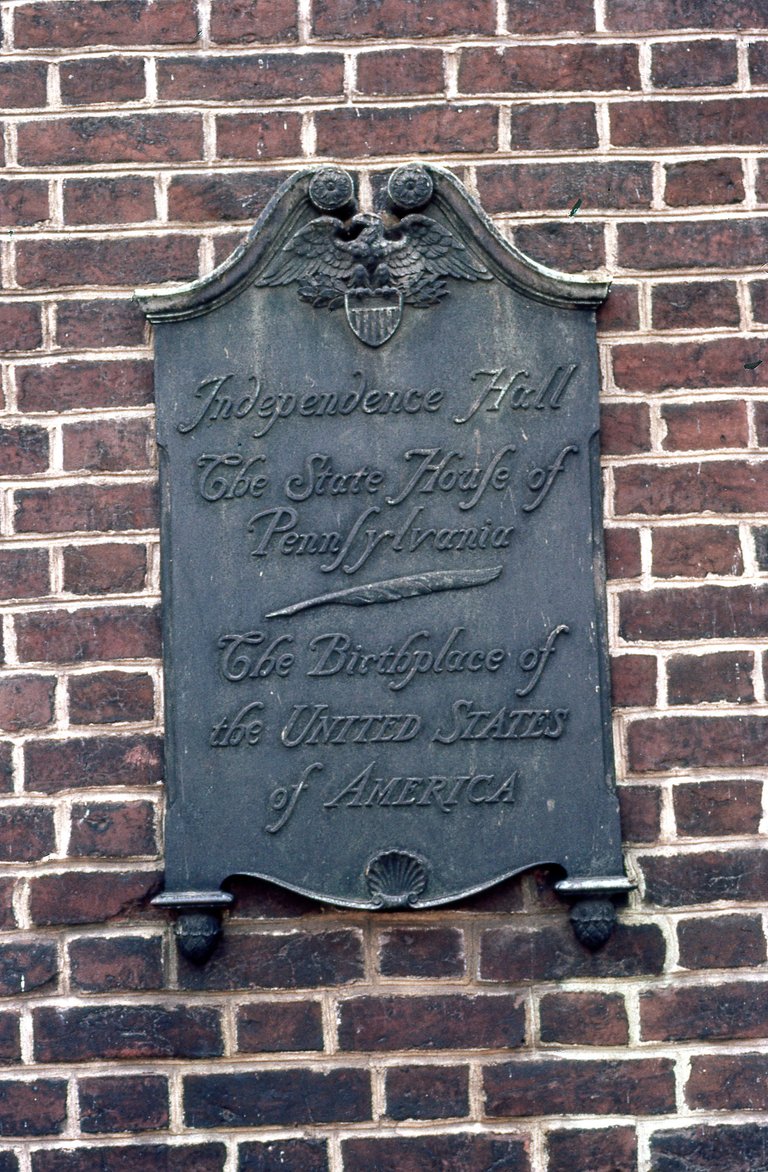 Independence Hall
The State Houſe of
Pennſylvania
The Birthplace of
the UNITED STATES
of AMERICA